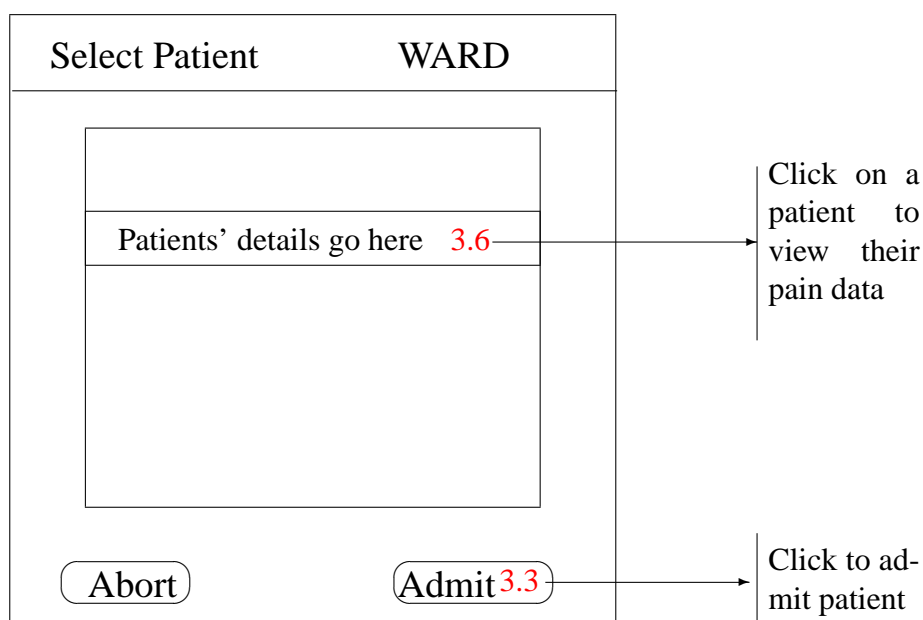 Select Patient WARD
Click on a
patient to
Patients' details go here 3.6
view their
pain data
Abort
Admit 3.3
Click to ad-
mit patient